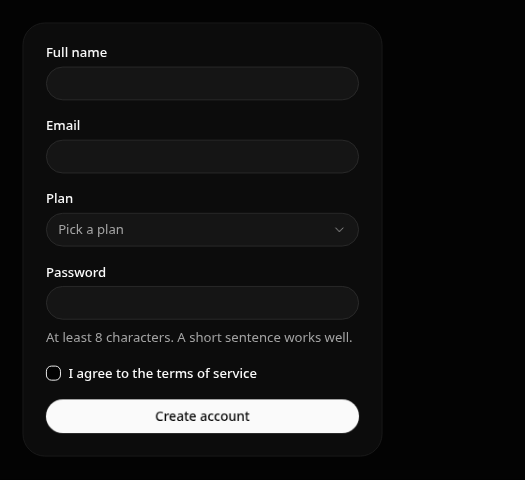 Full name
Email
Plan
Pick a plan
Password
At least 8 characters. A short sentence works well.
I agree to the terms of service
Create account